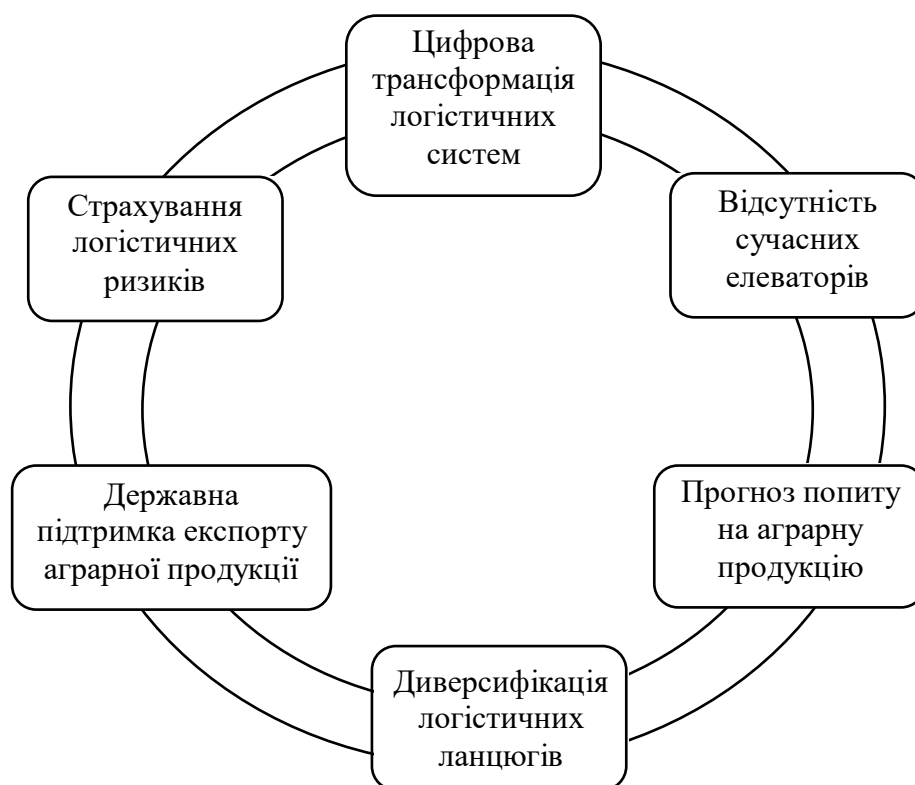 Цифрова
трансформація
логістичних
систем
Страхування
логістичних
ризиків
Відсутність
сучасних
елеваторів
Державна
підтримка експорту
аграрної продукції
Прогноз попиту
на аграрну
продукцію
Диверсифікація
логістичних
ланцюгів